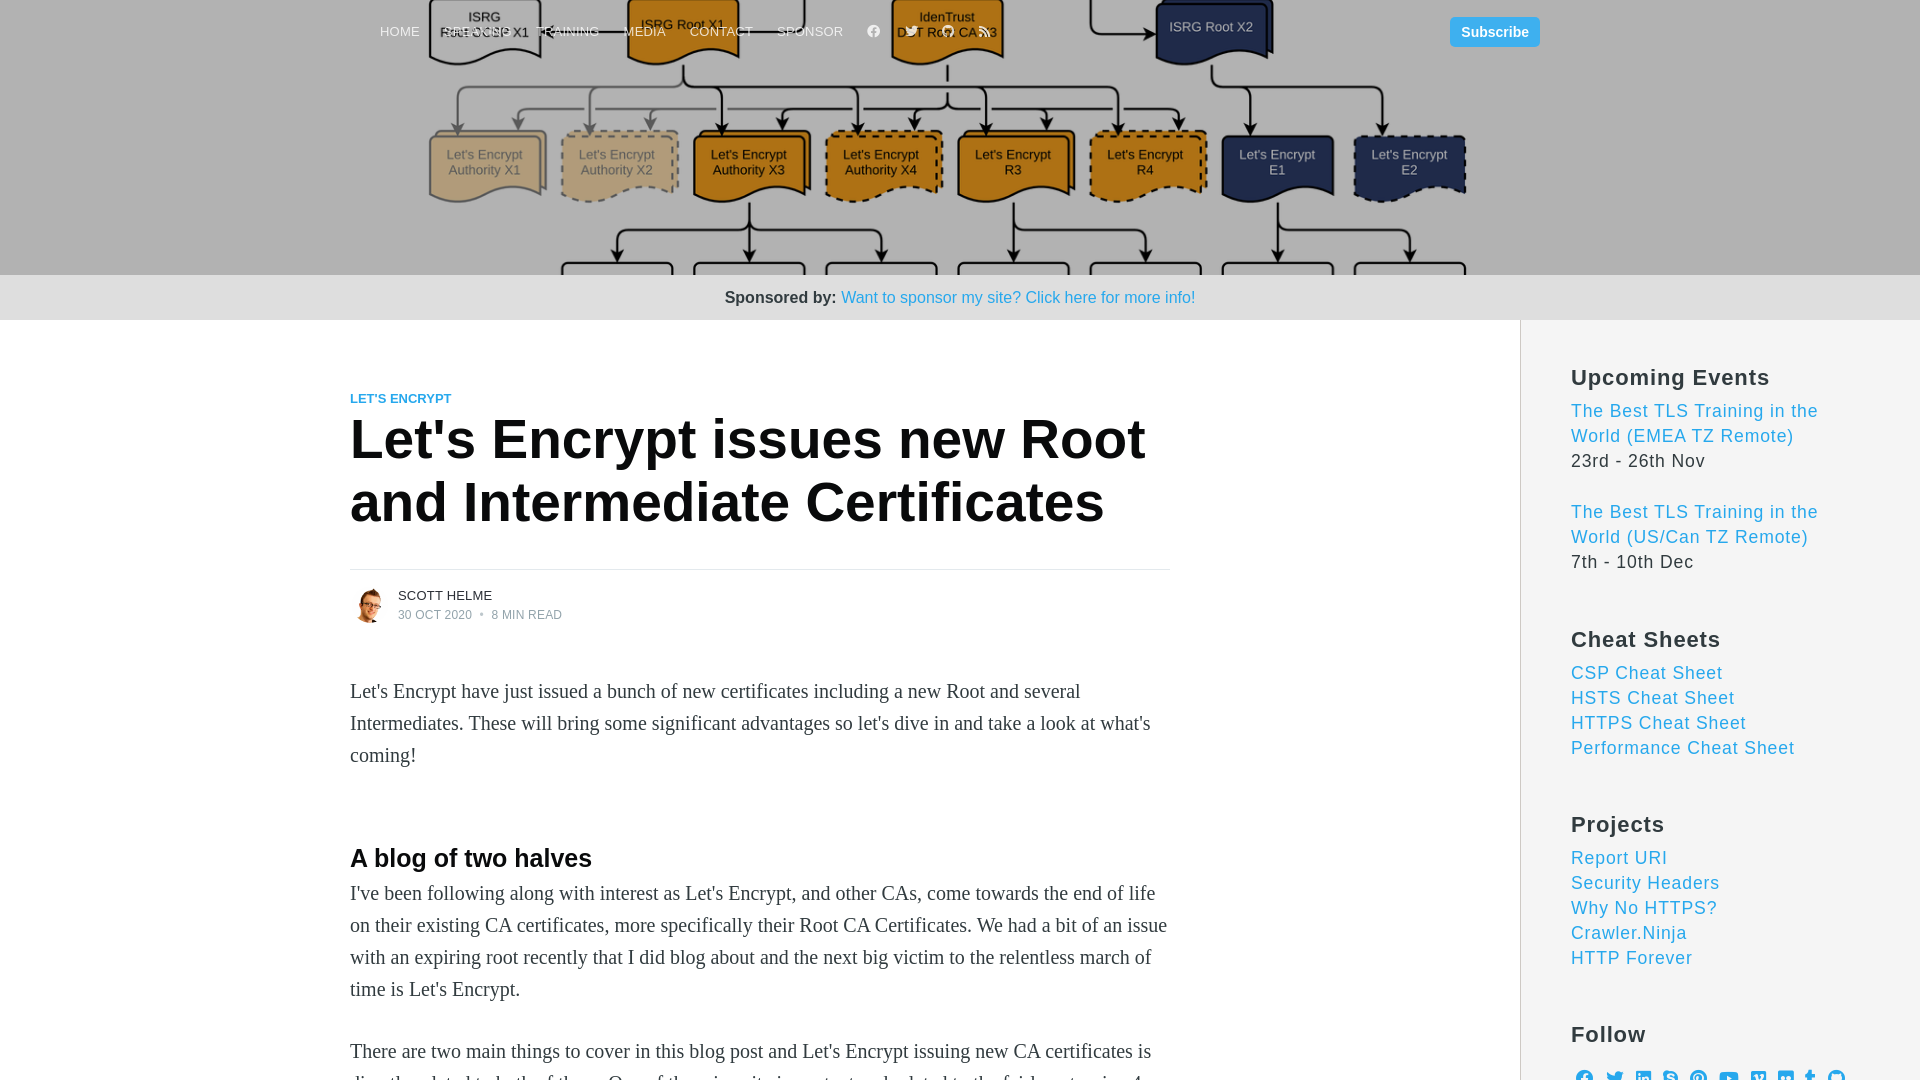 HOME SPEAKING TRAINING MEDIA CONTACT SPONSOR
Subscribe
ISRG
Root OCSP X1
ISRG Root X1
IdenTrust
DST Root CA X3
ISRG Root X2
Let's Encrypt
Authority X1
Let's Encrypt
Authority X2
Let's Encrypt
Authority X3
Let's Encrypt
Authority X4
Let's Encrypt
R3
Let's Encrypt
R4
Let's Encrypt
E1
Let's Encrypt
E2
Sponsored by: Want to sponsor my site? Click here for more info!
LET'S ENCRYPT
Let's Encrypt issues new Root
and Intermediate Certificates
SCOTT HELME
30 OCT 2020 • 8 MIN READ
Let's Encrypt have just issued a bunch of new certificates including a new Root and several
Intermediates. These will bring some significant advantages so let's dive in and take a look at what's
coming!
A blog of two halves
I've been following along with interest as Let's Encrypt, and other CAs, come towards the end of life
on their existing CA certificates, more specifically their Root CA Certificates. We had a bit of an issue
with an expiring root recently that I did blog about and the next big victim to the relentless march of
time is Let's Encrypt.
There are two main things to cover in this blog post and Let's Encrypt issuing new CA certificates is
Upcoming Events
The Best TLS Training in the
World (EMEA TZ Remote)
23rd - 26th Nov
The Best TLS Training in the
World (US/Can TZ Remote)
7th - 10th Dec
Cheat Sheets
CSP Cheat Sheet
HSTS Cheat Sheet
HTTPS Cheat Sheet
Performance Cheat Sheet
Projects
Report URI
Security Headers
Why No HTTPS?
Crawler.Ninja
HTTP Forever
Follow